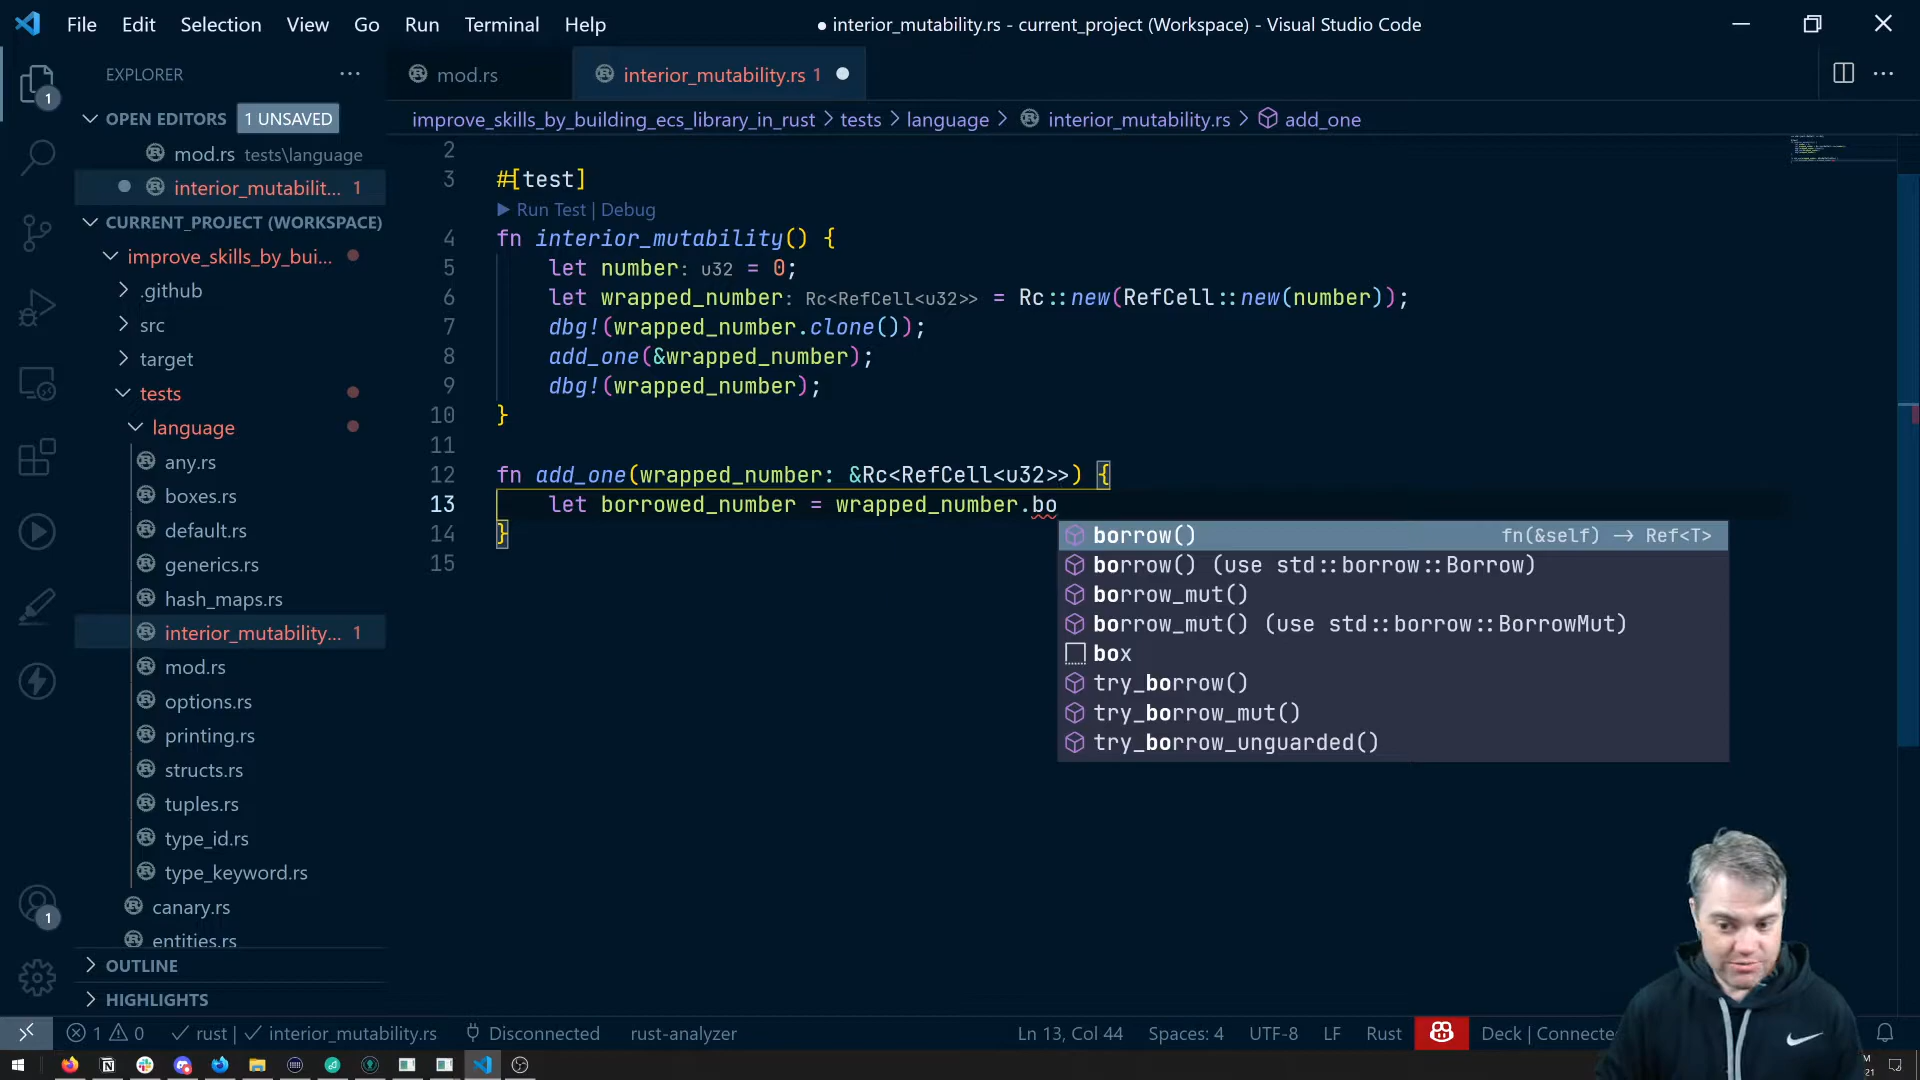 File Edit Selection View Go Run Terminal Help
● interior_mutability.rs - current_project (Workspace) - Visual Studio Code
EXPLORER
mod.rs
interior_mutability.rs 1
OPEN EDITORS
1 UNSAVED
improve_skills_by_building_ecs_library_in_rust > tests > language > interior_mutability.rs > add_one
mod.rs tests\language
interior_mutabilit... 1
CURRENT_PROJECT (WORKSPACE)
improve_skills_by_bui...
.github
src
target
tests
language
any.rs
boxes.rs
default.rs
generics.rs
hash_maps.rs
interior_mutability... 1
mod.rs
options.rs
printing.rs
structs.rs
tuples.rs
type_id.rs
type_keyword.rs
canary.rs
entities.rs
OUTLINE
HIGHLIGHTS
1
1
2
3 #[test]
▶ Run Test | Debug
4 fn interior_mutability() {
5 let number: u32 = 0;
6 let wrapped_number: Rc<RefCell<u32>> = Rc::new(RefCell::new(number));
7 dbg!(wrapped_number.clone());
8 add_one(&wrapped_number);
9 dbg!(wrapped_number);
10 }
11
12 fn add_one(wrapped_number: &Rc<RefCell<u32>>) {
13 let borrowed_number = wrapped_number.bo
14 }
15
borrow() fn(&self) -> Ref<T>
borrow() (use std::borrow::Borrow)
borrow_mut()
borrow_mut() (use std::borrow::BorrowMut)
box
try_borrow()
try_borrow_mut()
try_borrow_unguarded()
1 0 rust | interior_mutability.rs Disconnected rust-analyzer
Ln 13, Col 44 Spaces: 4 UTF-8 LF Rust